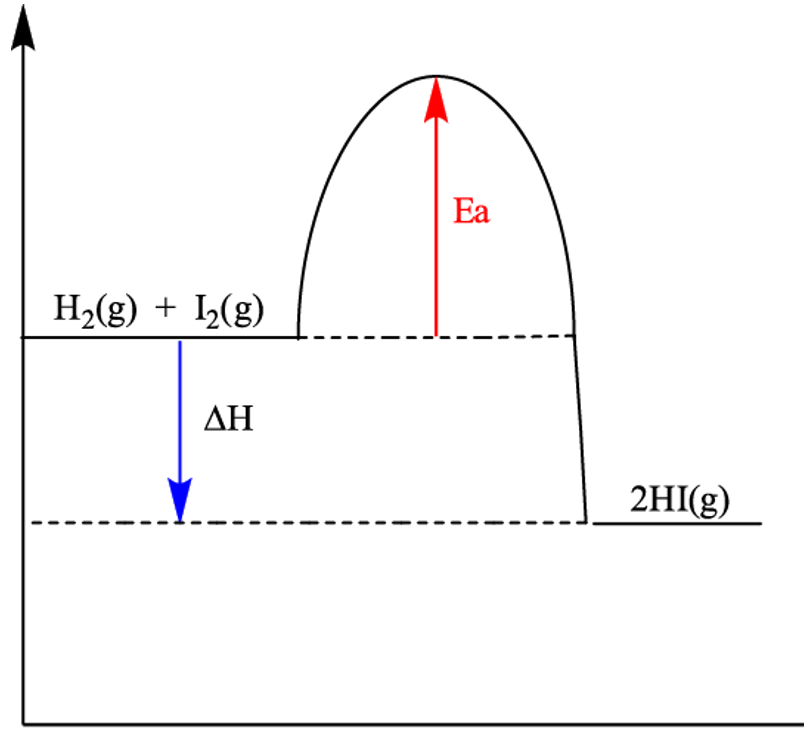 Ea
H₂(g) + I₂(g)
ΔH
2HI(g)